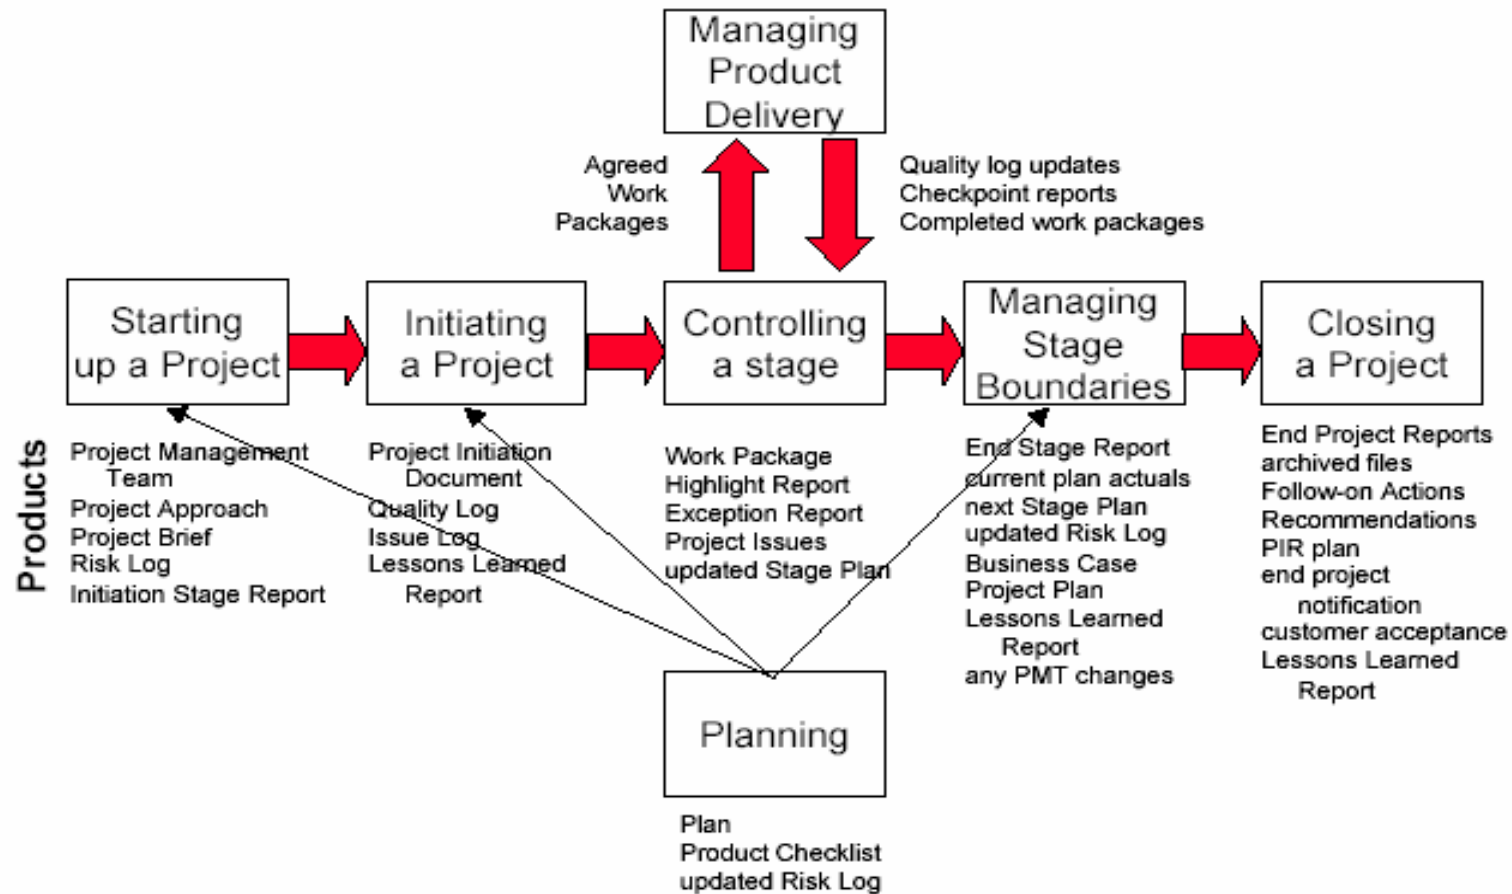 Managing
Product
Delivery
Agreed
Work
Packages
Quality log updates
Checkpoint reports
Completed work packages
Starting
up a Project
Initiating
a Project
Controlling
a stage
Managing
Stage
Boundaries
Closing
a Project
Products
Project Management
Team
Project Approach
Project Brief
Risk Log
Initiation Stage Report
Project Initiation
Document
Quality Log
Issue Log
Lessons Learned
Report
Work Package
Highlight Report
Exception Report
Project Issues
updated Stage Plan
End Stage Report
current plan actuals
next Stage Plan
updated Risk Log
Business Case
Project Plan
Lessons Learned
Report
any PMT changes
End Project Reports
archived files
Follow-on Actions
Recommendations
PIR plan
end project
notification
customer acceptance
Lessons Learned
Report
Planning
Plan
Product Checklist
updated Risk Log